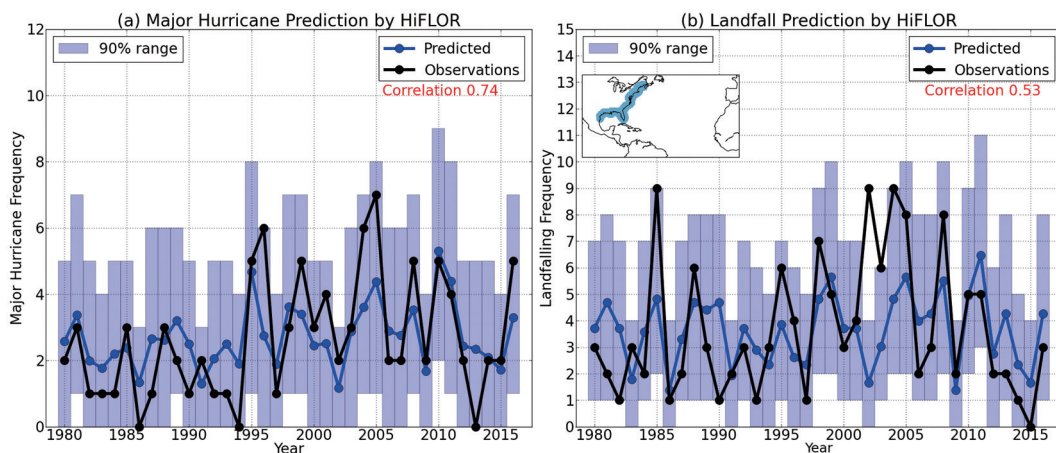 (a) Major Hurricane Prediction by HiFLOR
12
10
8
6
4
2
0
Major Hurricane Frequency
90% range
Predicted
Observations
Correlation 0.74
1980 1985 1990 1995 2000 2005 2010 2015
Year
(b) Landfall Prediction by HiFLOR
15
14
13
12
11
10
9
8
7
6
5
4
3
2
1
0
Landfalling Frequency
90% range
Predicted
Observations
Correlation 0.53
1980 1985 1990 1995 2000 2005 2010 2015
Year